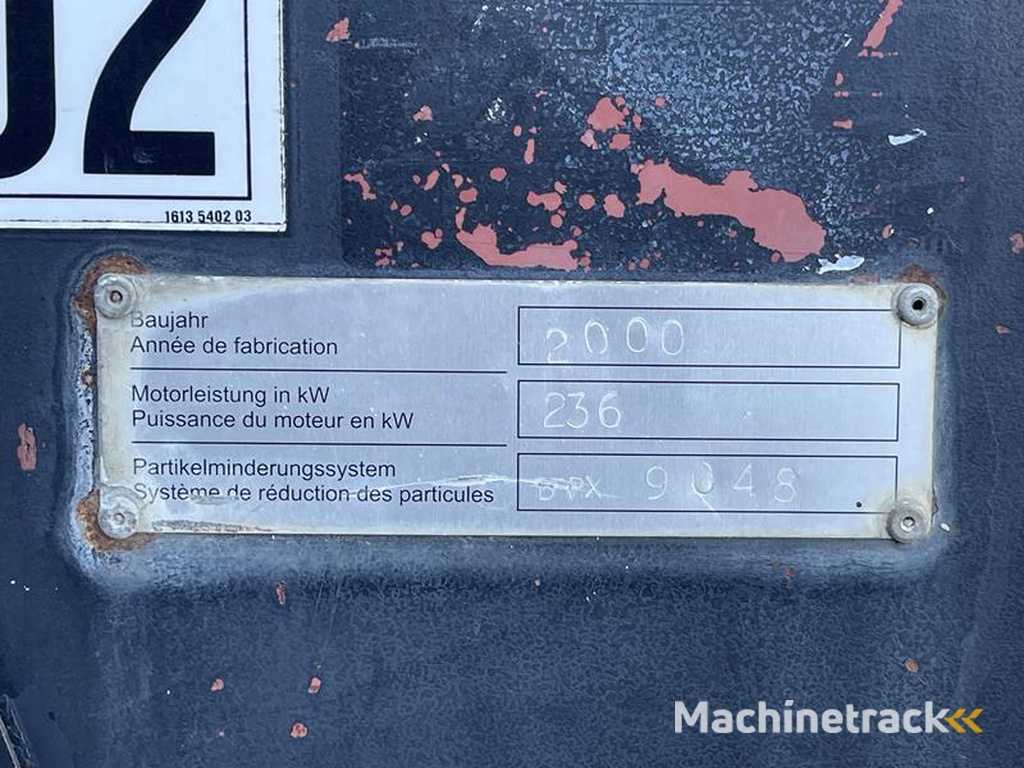 02
1613 5402 03
Baujahr
Année de fabrication
2000
Motorleistung in kW
Puissance du moteur en kW
236
Partikelminderungssystem
Système de réduction des particules
9048
Machinetrack